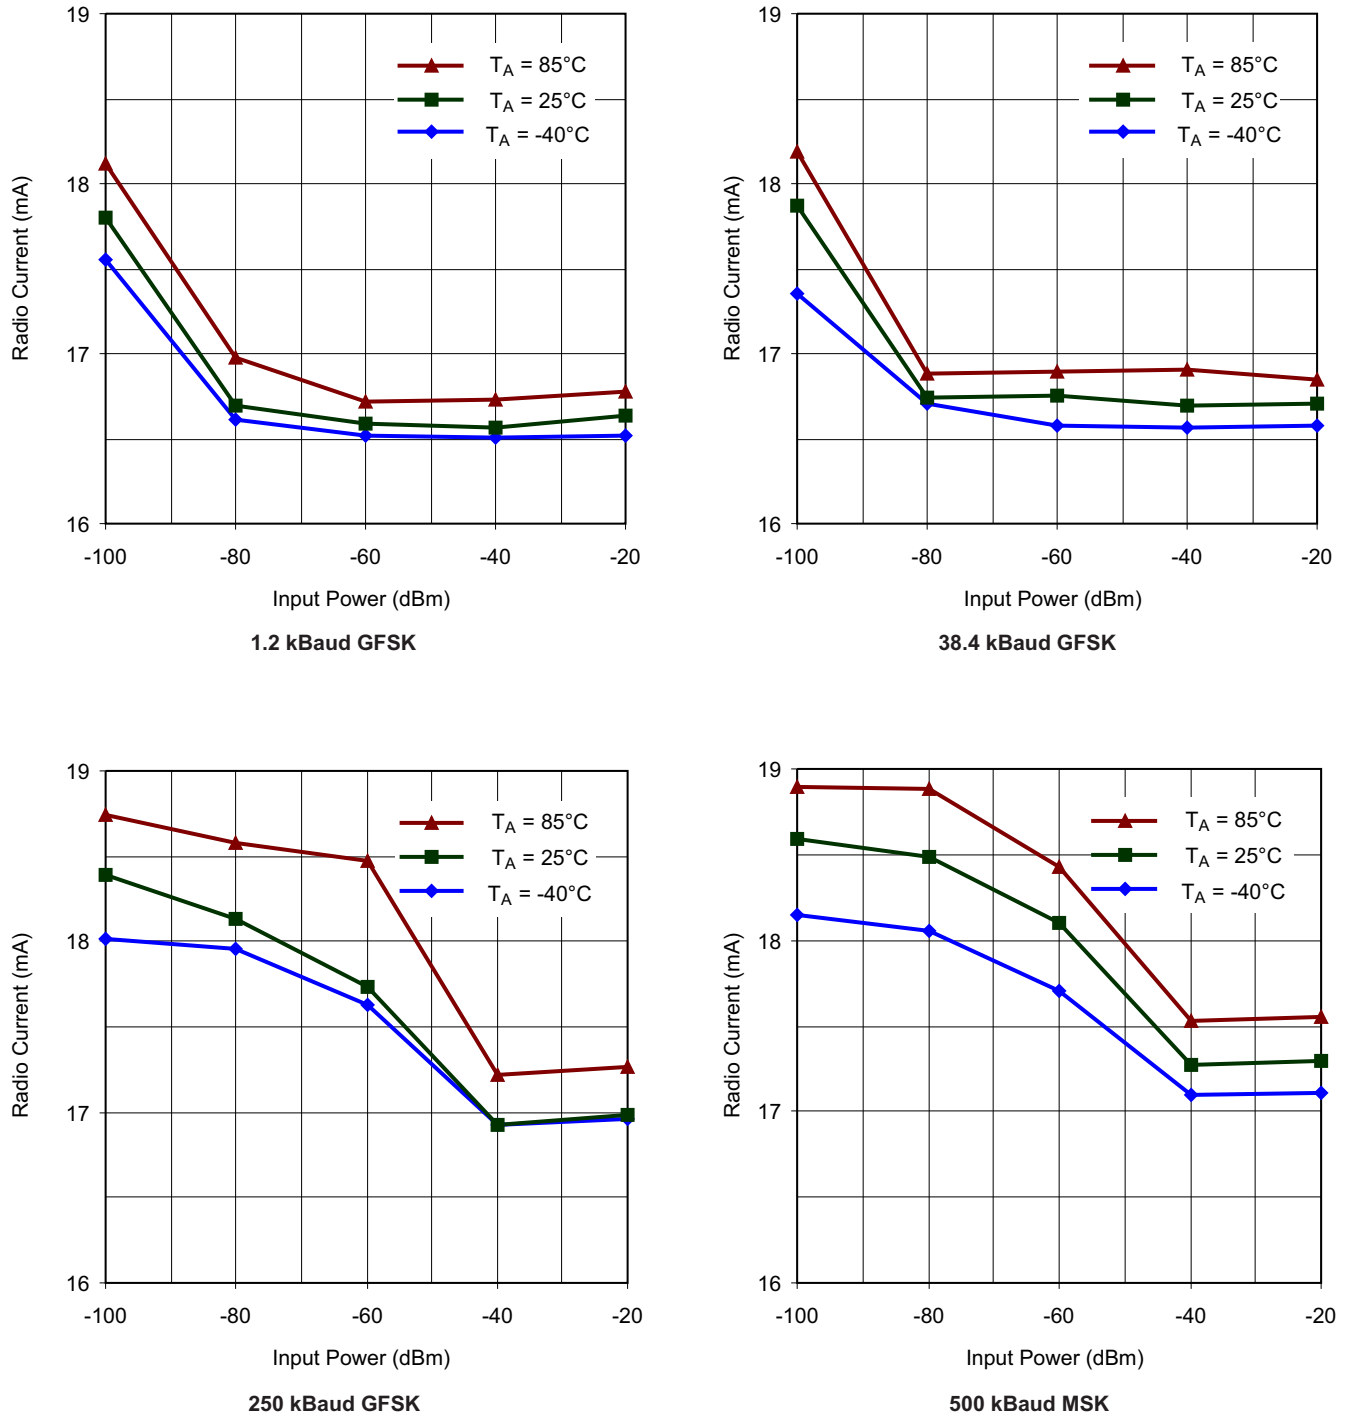 19
18
17
16
-100 -80 -60 -40 -20
Radio Current (mA)
Input Power (dBm)
TA = 85°C
TA = 25°C
TA = -40°C
1.2 kBaud GFSK
19
18
17
16
-100 -80 -60 -40 -20
Radio Current (mA)
Input Power (dBm)
TA = 85°C
TA = 25°C
TA = -40°C
38.4 kBaud GFSK
19
18
17
16
-100 -80 -60 -40 -20
Radio Current (mA)
Input Power (dBm)
TA = 85°C
TA = 25°C
TA = -40°C
250 kBaud GFSK
19
18
17
16
-100 -80 -60 -40 -20
Radio Current (mA)
Input Power (dBm)
TA = 85°C
TA = 25°C
TA = -40°C
500 kBaud MSK